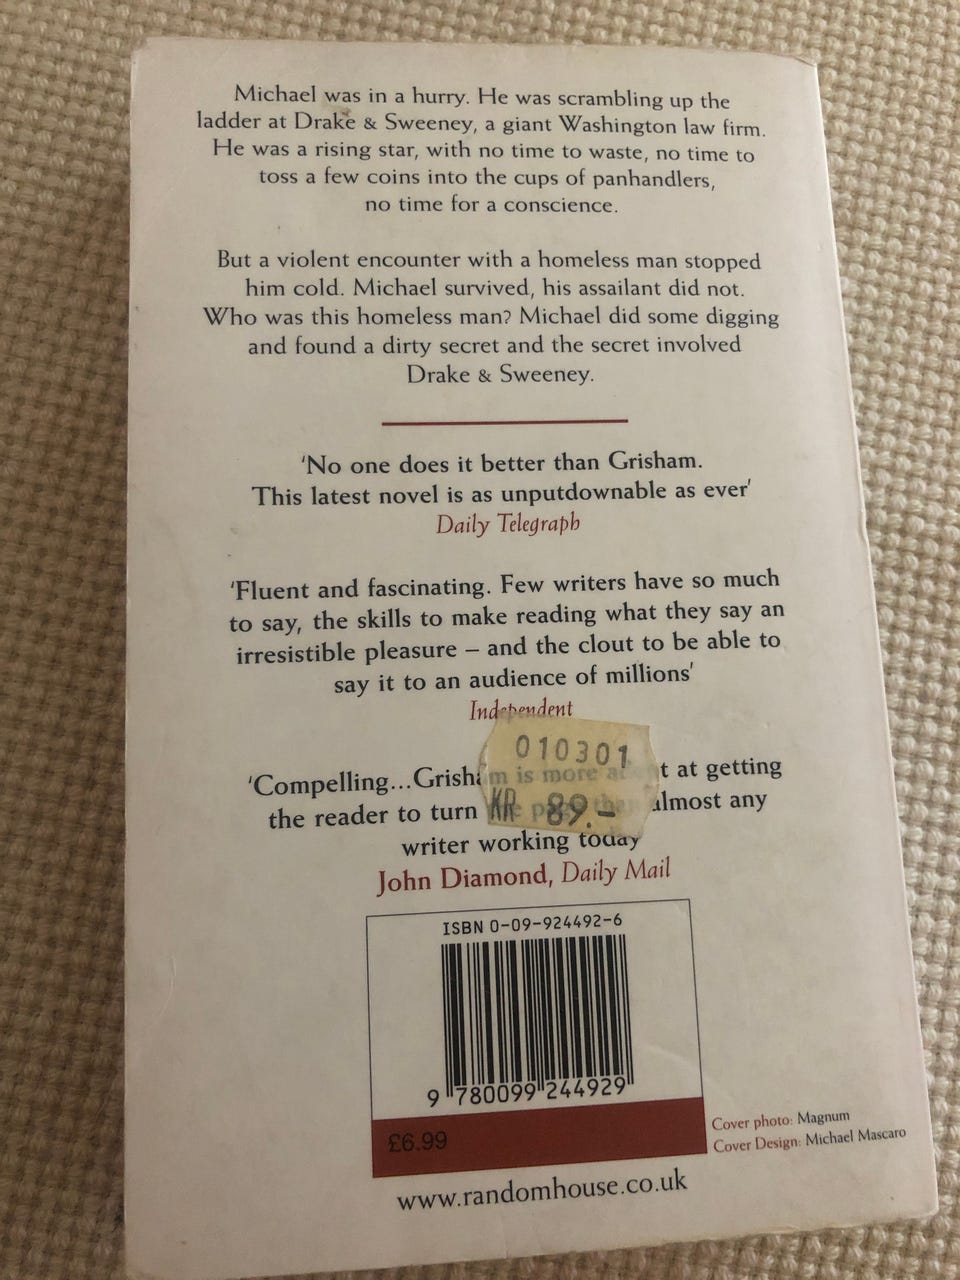 Michael was in a hurry. He was scrambling up the
ladder at Drake & Sweeney, a giant Washington law firm.
He was a rising star, with no time to waste, no time to
toss a few coins into the cups of panhandlers,
no time for a conscience.
But a violent encounter with a homeless man stopped
him cold. Michael survived, his assailant did not.
Who was this homeless man? Michael did some digging
and found a dirty secret and the secret involved
Drake & Sweeney.
'No one does it better than Grisham.
This latest novel is as unputdownable as ever'
Daily Telegraph
'Fluent and fascinating. Few writers have so much
to say, the skills to make reading what they say an
irresistible pleasure – and the clout to be able to
say it to an audience of millions'
Independent
010301
KR 89.-
'Compelling...Grisham is more at getting
the reader to turn than almost any
writer working today
John Diamond, Daily Mail
ISBN 0-09-924492-6
9 780099 244929
£6.99
Cover photo: Magnum
Cover Design: Michael Mascaro
www.randomhouse.co.uk